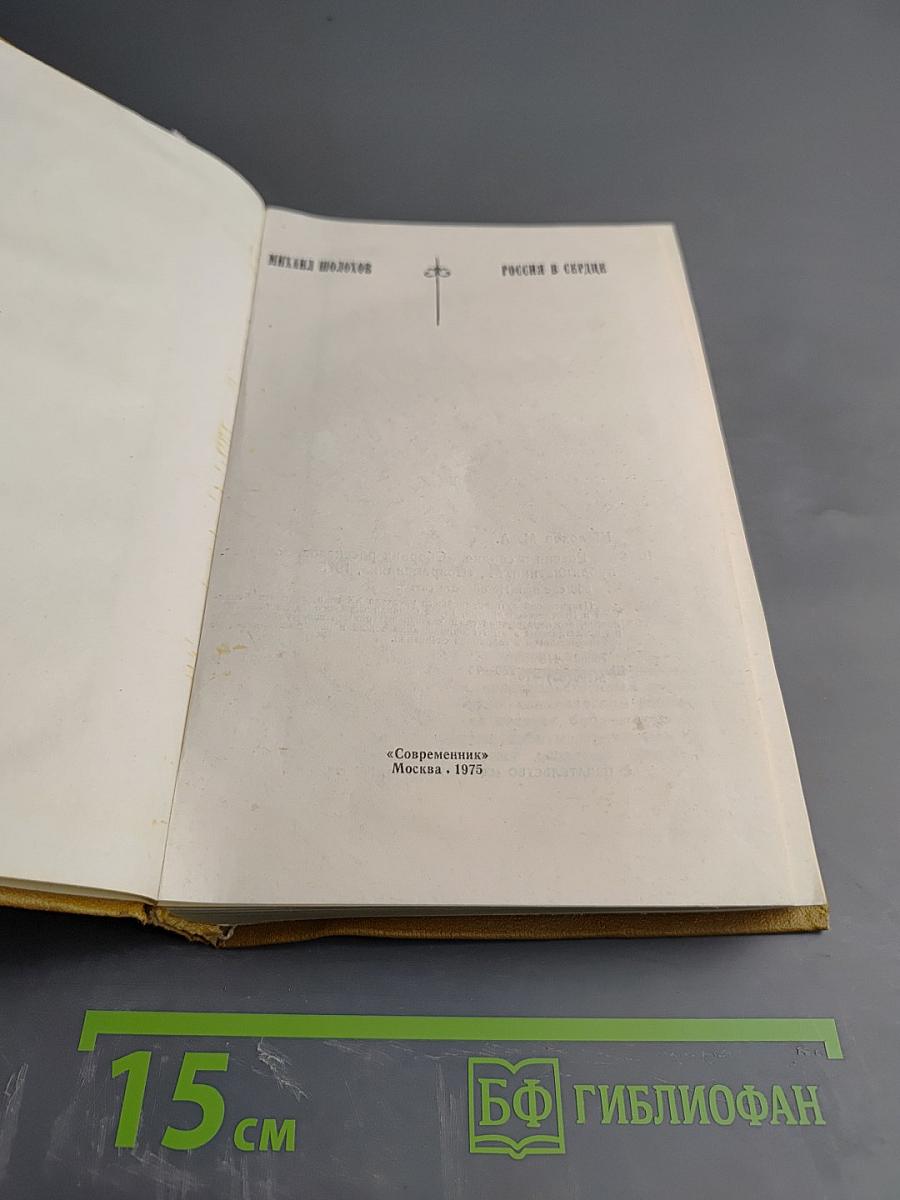 МИХАИЛ ШОЛОХОВ
РОССИЯ В СЕРДЦЕ
«Современник»
Москва • 1975
15 СМ
БФ ГИБЛИОФАН